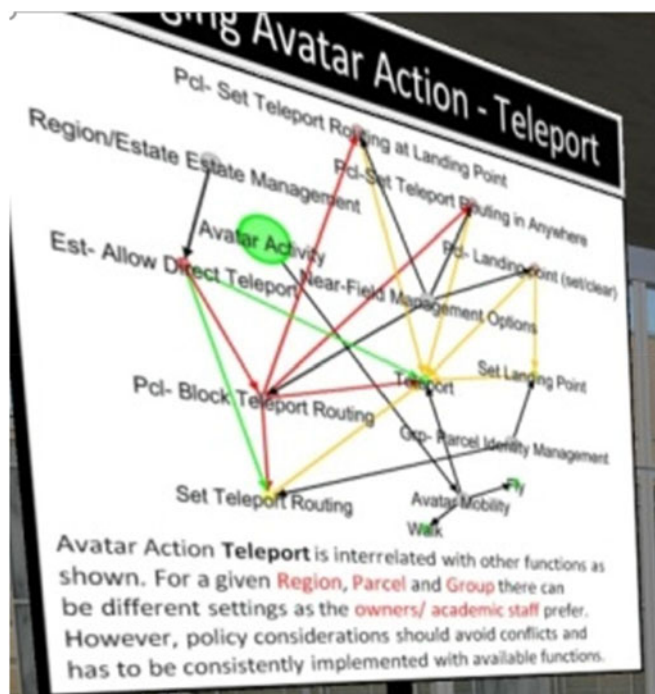 ging Avatar Action - Teleport
Pcl- Set Teleport Routing at Landing Point
Region/Estate Estate Management
Pcl-Set Teleport Routing in Anywhere
Avatar Activity
Pcl- Landing point (set/clear)
Est- Allow Direct Teleport
Near-Field Management Options
Set Landing Point
Teleport
Pcl- Block Teleport Routing
Grp- Parcel Identity Management
Fly
Set Teleport Routing
Avatar Mobility
Walk
Avatar Action Teleport is interrelated with other functions as
shown. For a given Region, Parcel and Group there can
be different settings as the owners/ academic staff prefer.
However, policy considerations should avoid conflicts and
has to be consistently implemented with available functions.